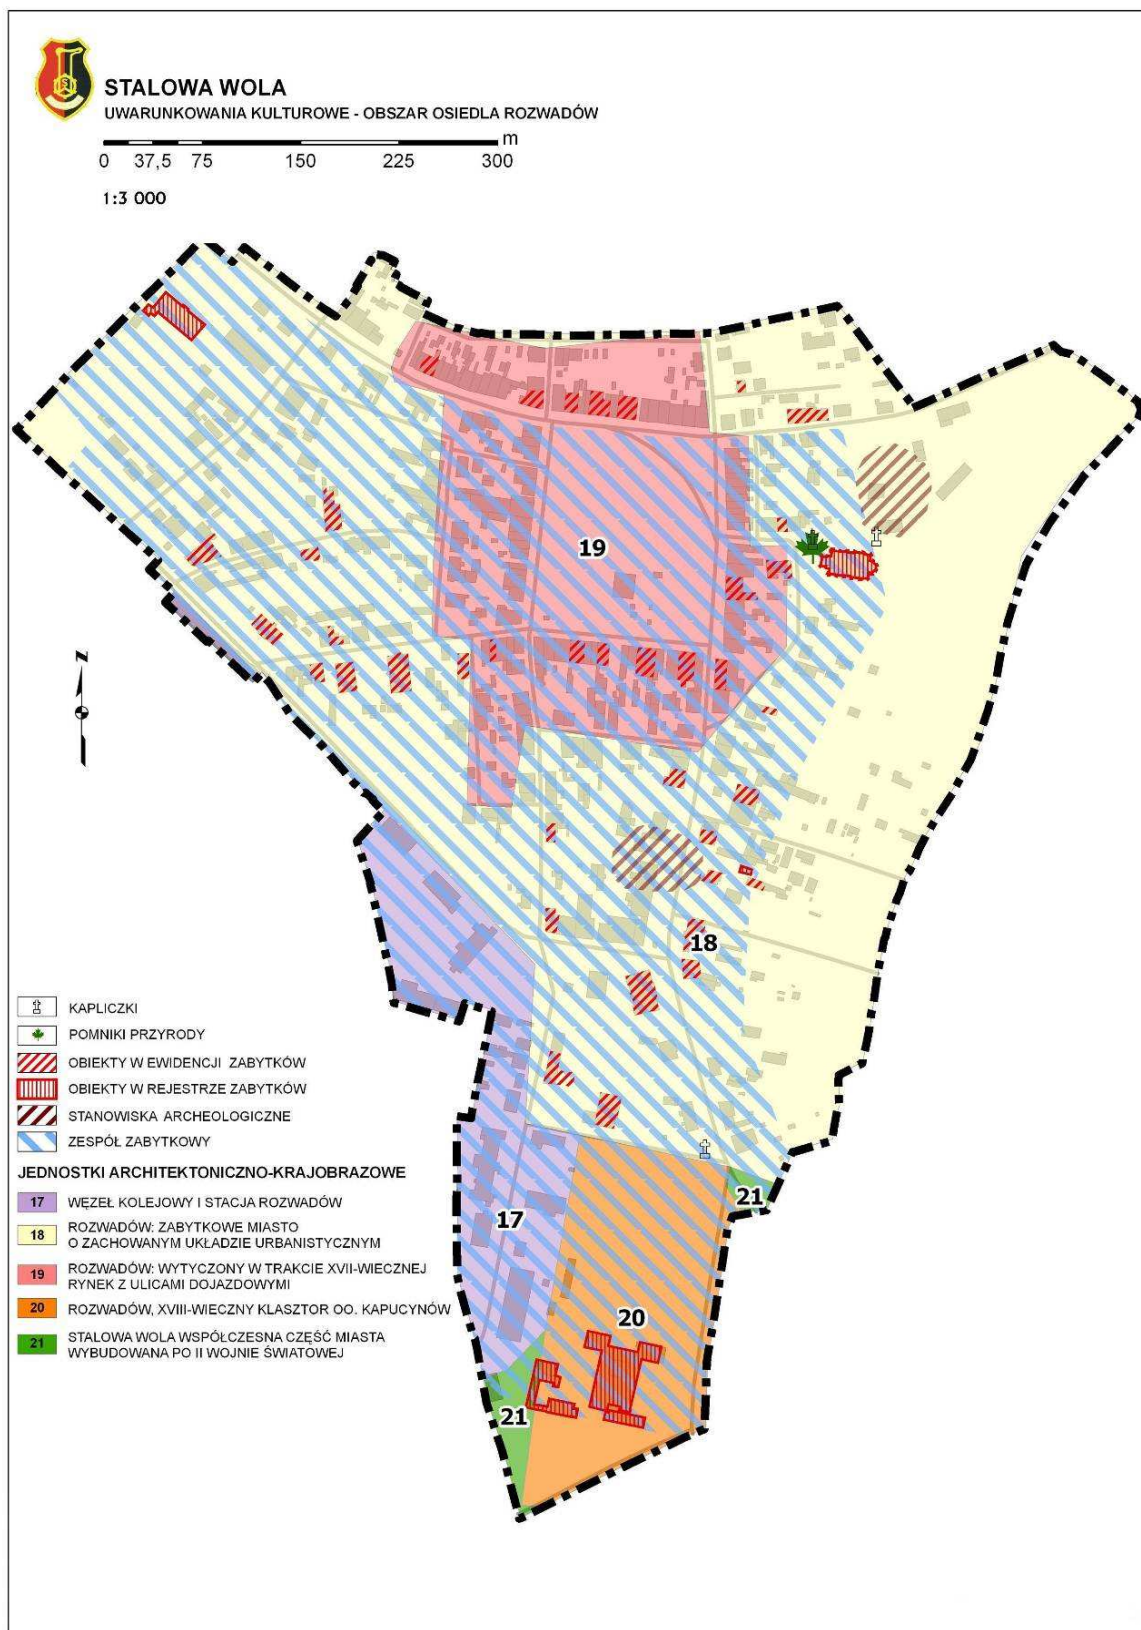 STALOWA WOLA
UWARUNKOWANIA KULTUROWE - OBSZAR OSIEDLA ROZWADÓW
m
0 37,5 75 150 225 300
1:3 000
19
N
18
KAPLICZKI
POMNIKI PRZYRODY
OBIEKTY W EWIDENCJI ZABYTKÓW
OBIEKTY W REJESTRZE ZABYTKÓW
STANOWISKA ARCHEOLOGICZNE
ZESPÓŁ ZABYTKOWY
JEDNOSTKI ARCHITEKTONICZNO-KRAJOBRAZOWE
17 WĘZEŁ KOLEJOWY I STACJA ROZWADÓW
18 ROZWADÓW: ZABYTKOWE MIASTO
O ZACHOWANYM UKŁADZIE URBANISTYCZNYM
19 ROZWADÓW: WYTYCZONY W TRAKCIE XVII-WIECZNEJ
RYNEK Z ULICAMI DOJAZDOWYMI
20 ROZWADÓW, XVIII-WIECZNY KLASZTOR OO. KAPUCYNÓW
21 STALOWA WOLA WSPÓŁCZESNA CZĘŚĆ MIASTA
WYBUDOWANA PO II WOJNIE ŚWIATOWEJ
21
17
20
21